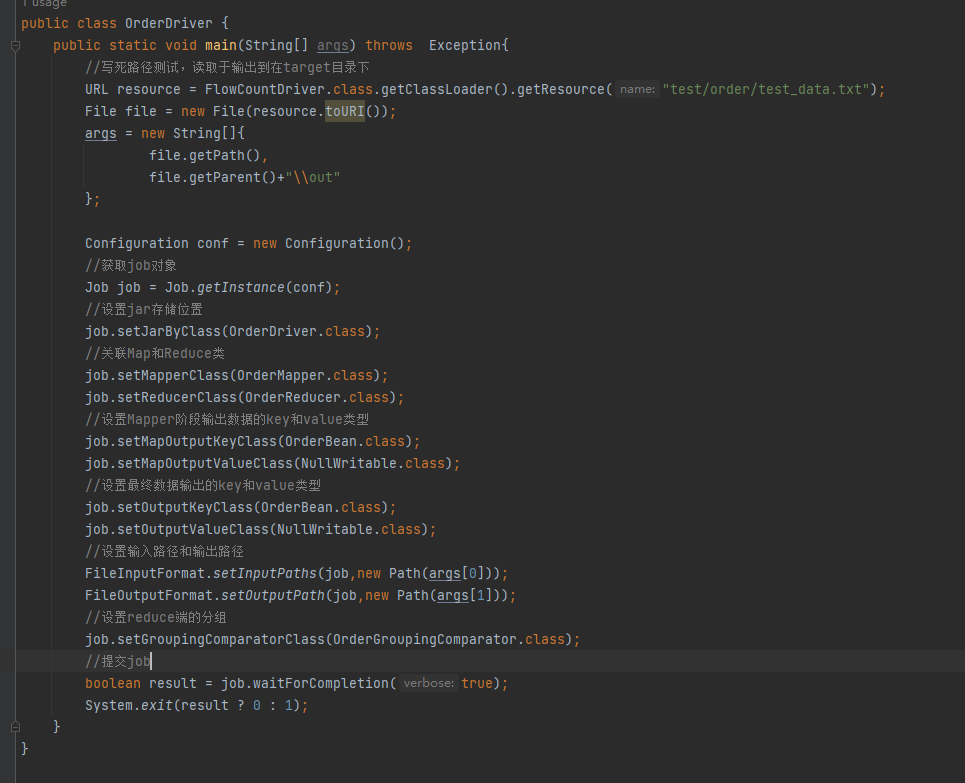 1 usage
public class OrderDriver {
    public static void main(String[] args) throws  Exception{
        //写死路径测试，读取于输出到在target目录下
        URL resource = FlowCountDriver.class.getClassLoader().getResource( name: "test/order/test_data.txt");
        File file = new File(resource.toURI());
        args = new String[]{
                file.getPath(),
                file.getParent()+"\\out"
        };
        Configuration conf = new Configuration();
        //获取job对象
        Job job = Job.getInstance(conf);
        //设置jar存储位置
        job.setJarByClass(OrderDriver.class);
        //关联Map和Reduce类
        job.setMapperClass(OrderMapper.class);
        job.setReducerClass(OrderReducer.class);
        //设置Mapper阶段输出数据的key和value类型
        job.setMapOutputKeyClass(OrderBean.class);
        job.setMapOutputValueClass(NullWritable.class);
        //设置最终数据输出的key和value类型
        job.setOutputKeyClass(OrderBean.class);
        job.setOutputValueClass(NullWritable.class);
        //设置输入路径和输出路径
        FileInputFormat.setInputPaths(job,new Path(args[0]));
        FileOutputFormat.setOutputPath(job,new Path(args[1]));
        //设置reduce端的分组
        job.setGroupingComparatorClass(OrderGroupingComparator.class);
        //提交job
        boolean result = job.waitForCompletion( verbose: true);
        System.exit(result ? 0 : 1);
    }
}